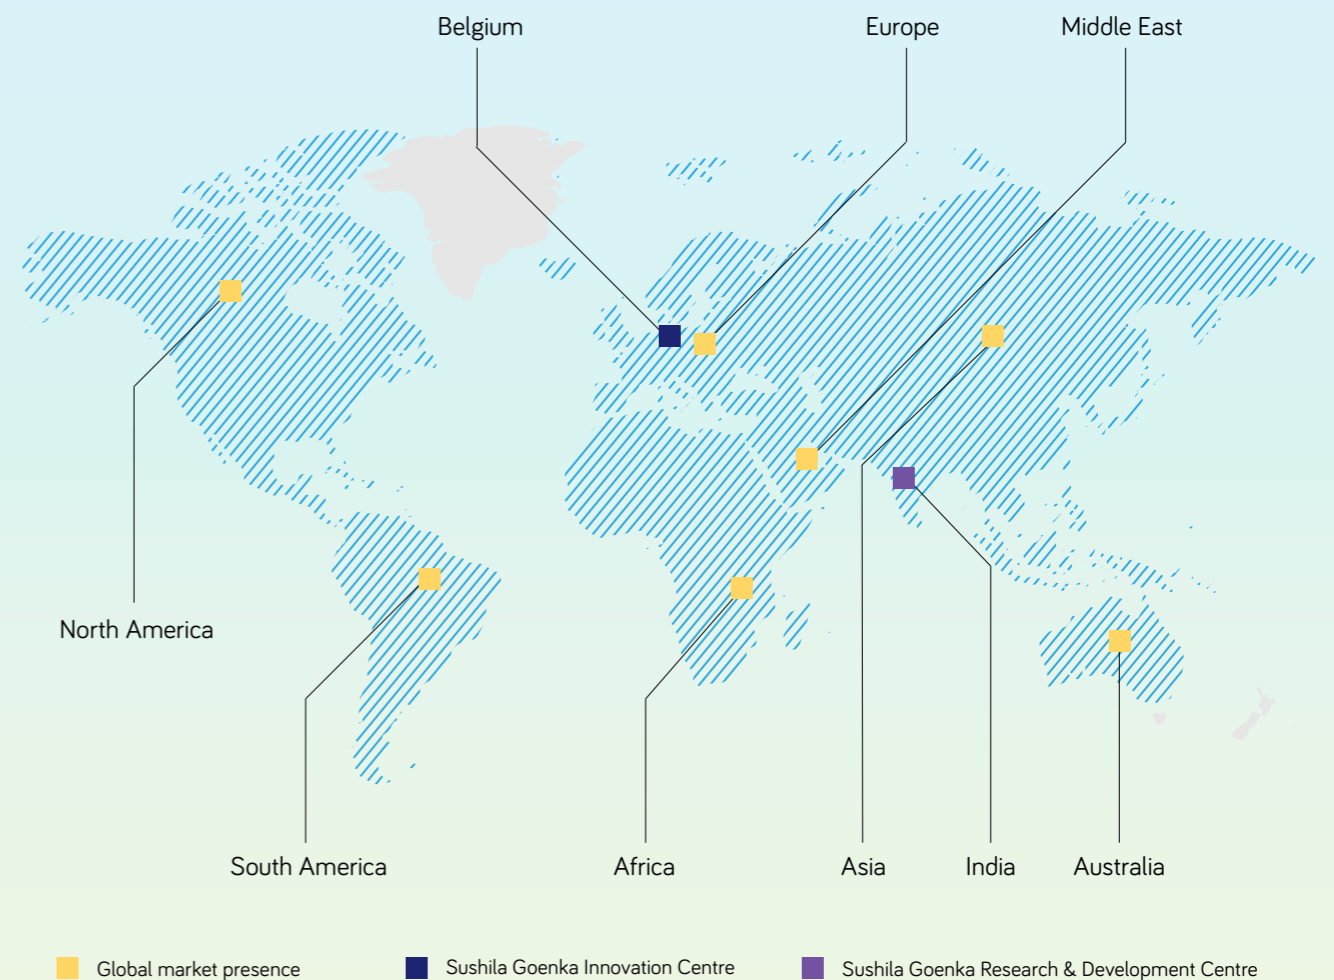 Belgium
Europe
Middle East
North America
South America
Africa
Asia
India
Australia
Global market presence
Sushila Goenka Innovation Centre
Sushila Goenka Research & Development Centre